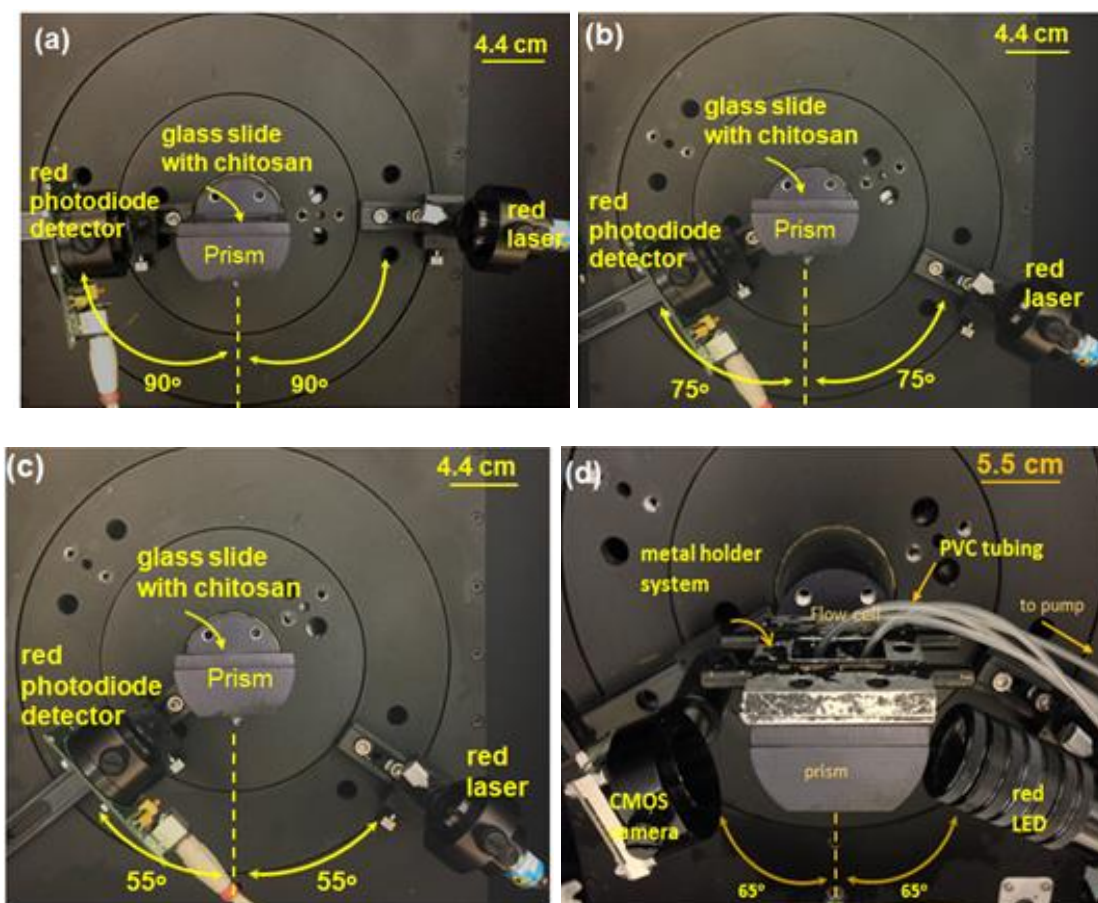 (a)
4.4 cm
glass slide
with chitosan
red
photodiode
detector
red
laser
Prism
90°
90°
(b)
4.4 cm
glass slide
with chitosan
red
photodiode
detector
Prism
red
laser
75°
75°
(c)
4.4 cm
glass slide
with chitosan
red
photodiode
detector
Prism
red
laser
55°
55°
(d)
5.5 cm
metal holder
system
PVC tubing
Flow cell
to pump
prism
CMOS
camera
red
LED
65°
65°